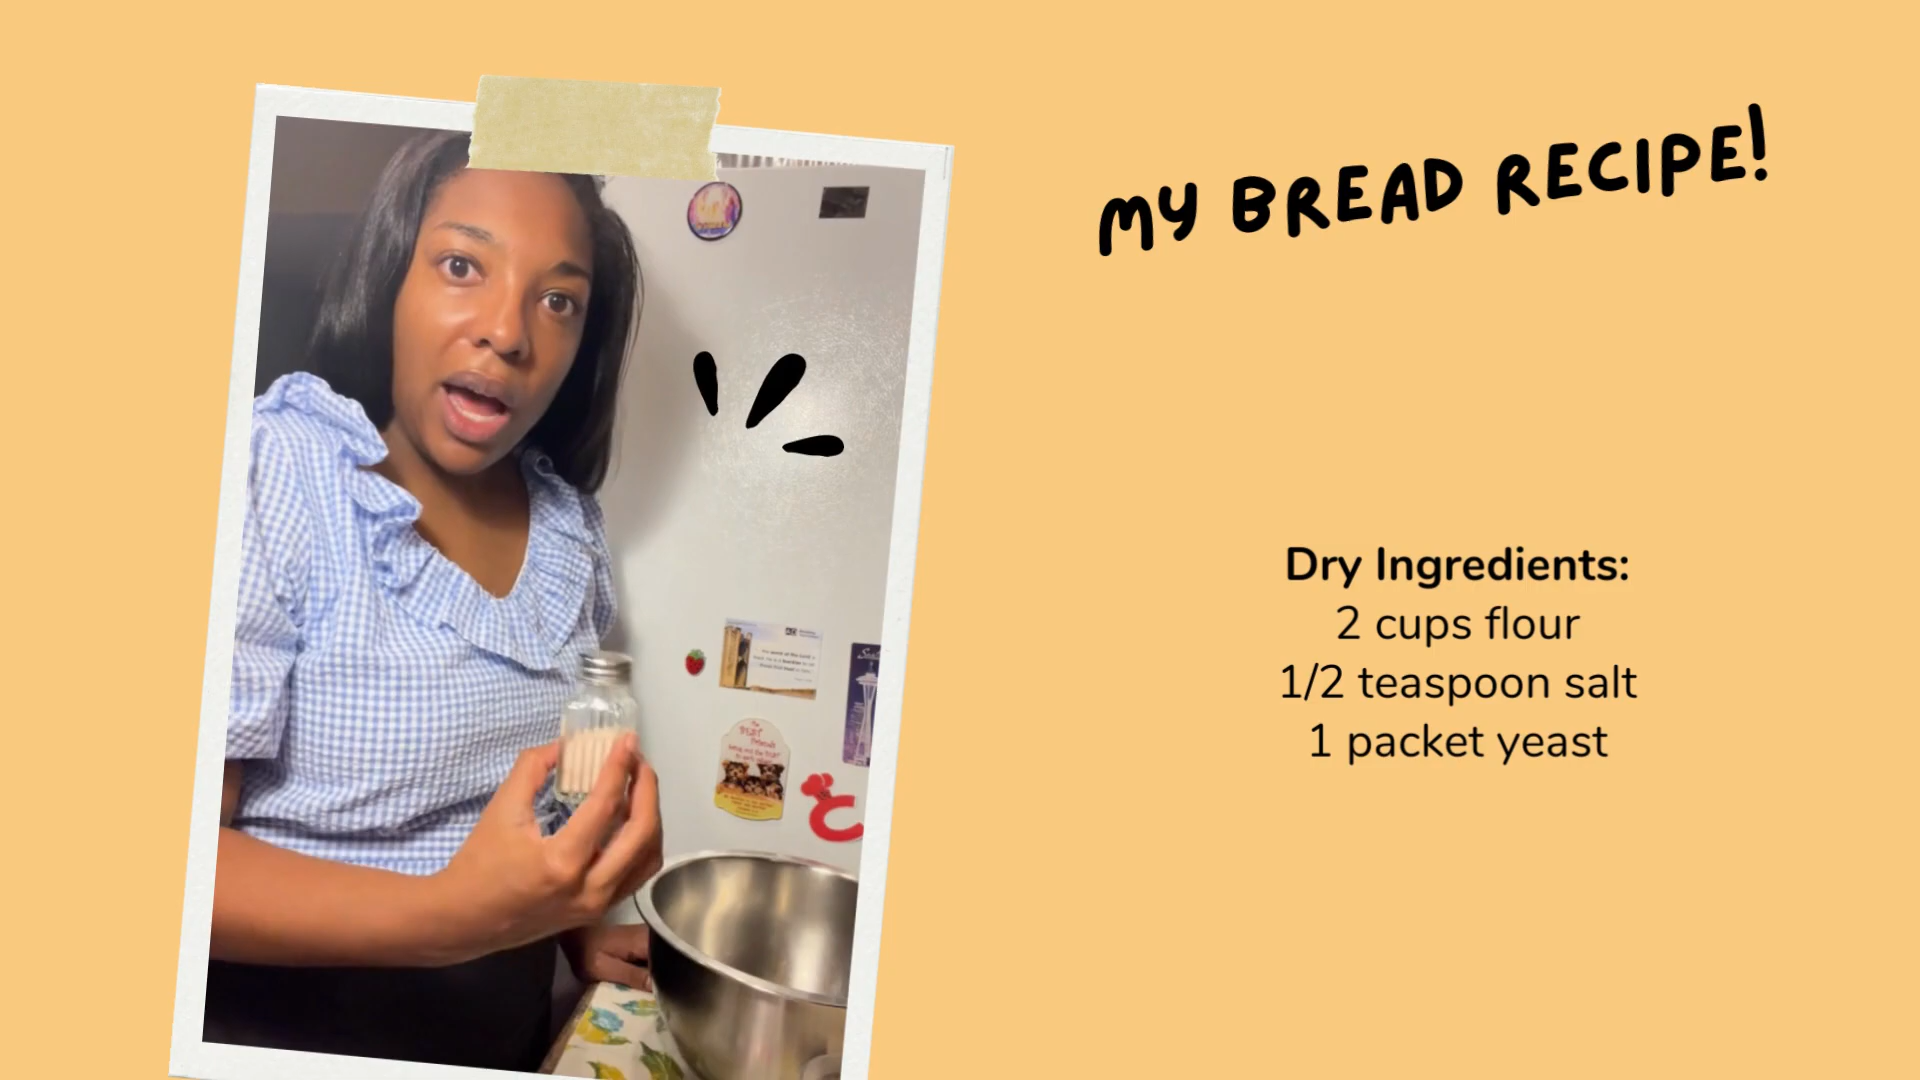 MY BREAD RECIPE!
Dry Ingredients:
2 cups flour
1/2 teaspoon salt
1 packet yeast